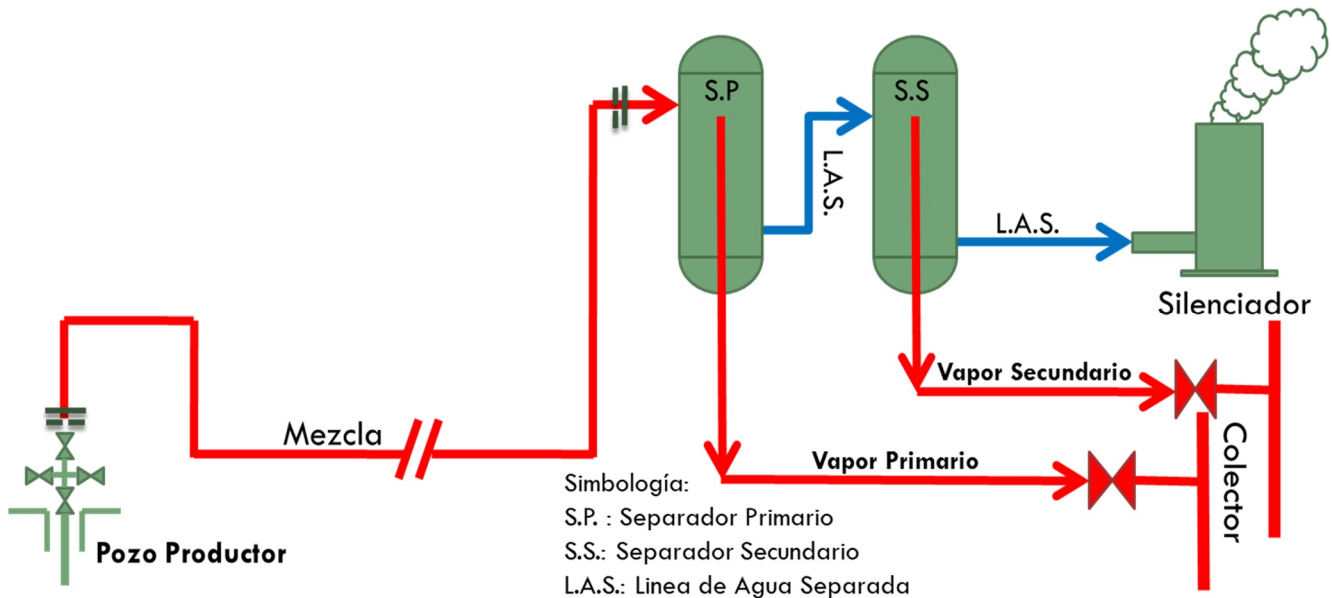 S.P
S.S
L.A.S.
L.A.S.
Silenciador
Vapor Secundario
Mezcla
Vapor Primario
Colector
Simbología:
S.P. : Separador Primario
Pozo Productor
S.S.: Separador Secundario
L.A.S.: Linea de Agua Separada